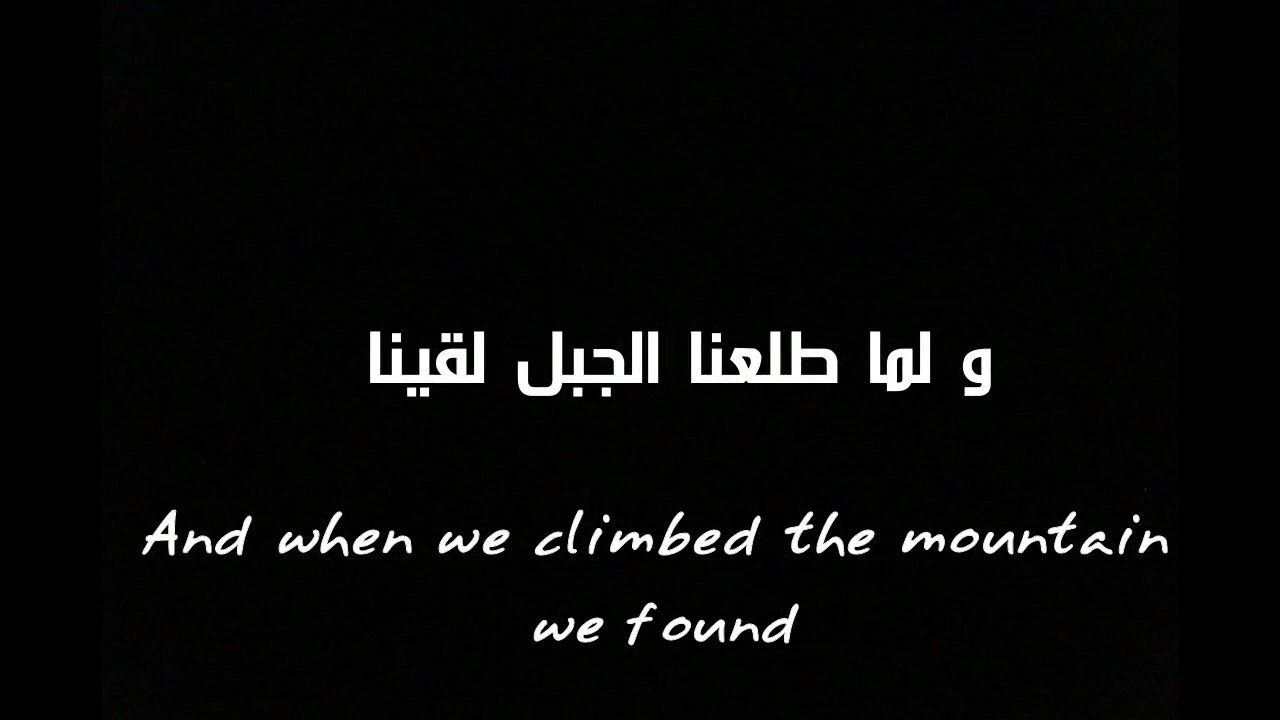 و لما طلعنا الجبل لقينا
And when we climbed the mountain
we found